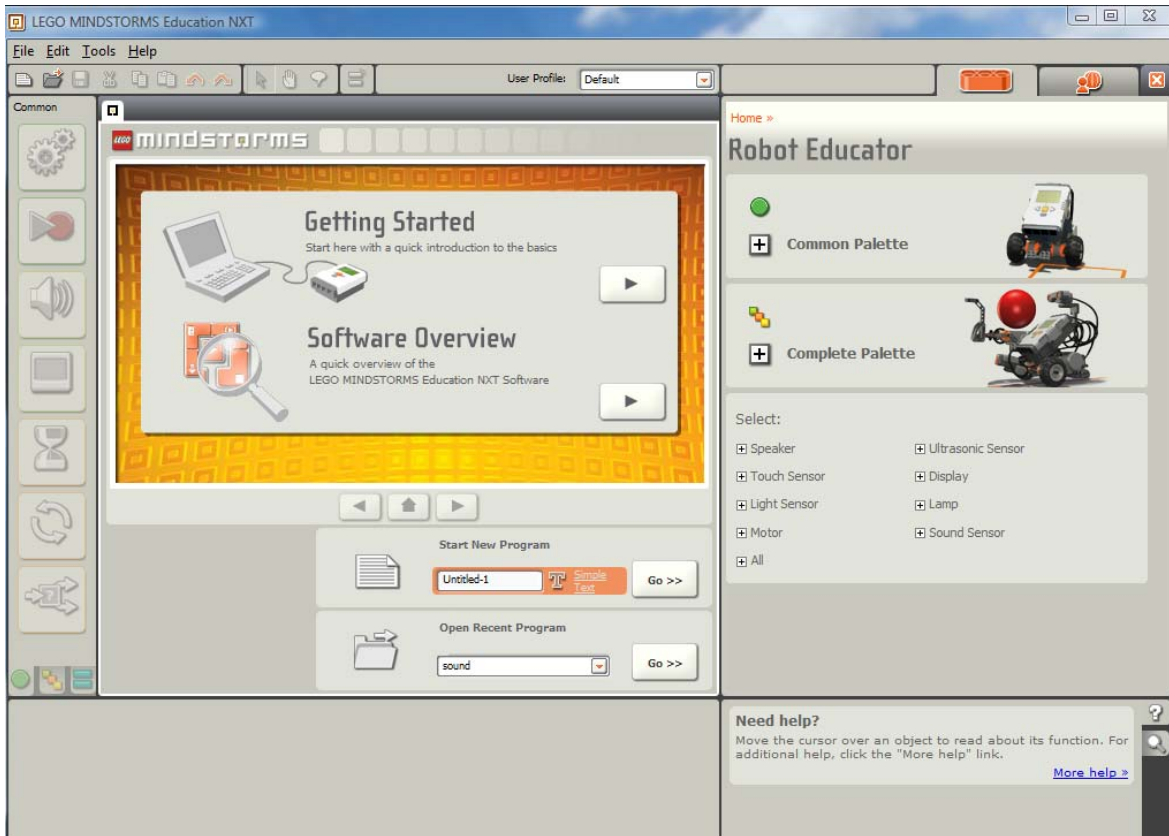 LEGO MINDSTORMS Education NXT
File Edit Tools Help
User Profile: Default
Common
LEGO mindstorms
Getting Started
Start here with a quick introduction to the basics
Software Overview
A quick overview of the
LEGO MINDSTORMS Education NXT Software
Start New Program
Untitled-1
T Simple
Text
Go >>
Open Recent Program
sound
Go >>
Home »
Robot Educator
Common Palette
Complete Palette
Select:
Speaker
Ultrasonic Sensor
Touch Sensor
Display
Light Sensor
Lamp
Motor
Sound Sensor
All
Need help?
Move the cursor over an object to read about its function. For
additional help, click the "More help" link.
More help »
?